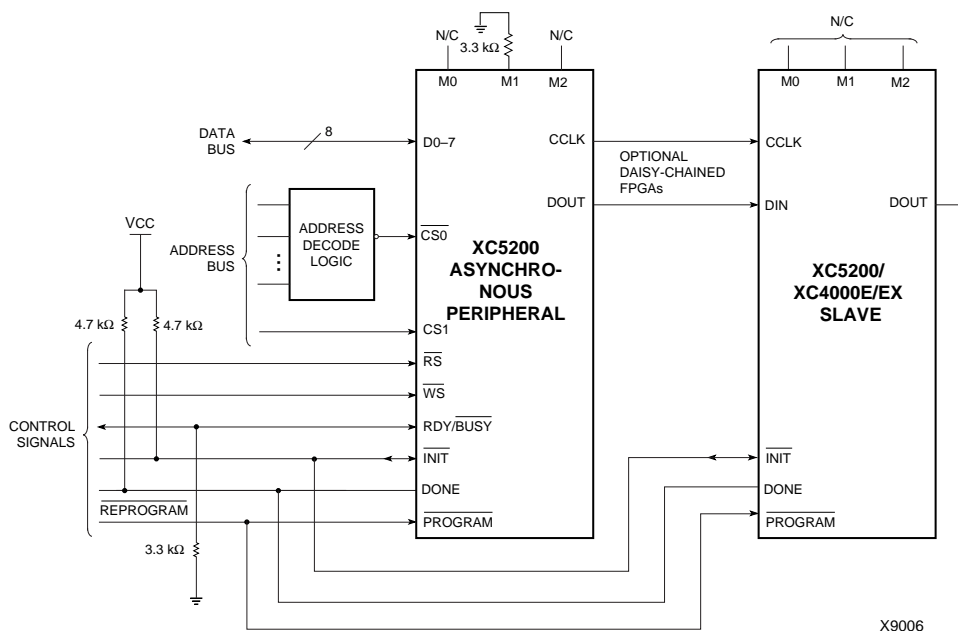 N/C
3.3 kΩ
N/C
N/C
M0
M1
M2
M0
M1
M2
DATA
BUS
8
D0–7
CCLK
OPTIONAL
DAISY-CHAINED
FPGAs
CCLK
DOUT
DIN
DOUT
ADDRESS
BUS
ADDRESS
DECODE
LOGIC
CS0
XC5200
ASYNCHRO-
NOUS
PERIPHERAL
XC5200/
XC4000E/EX
SLAVE
VCC
4.7 kΩ
4.7 kΩ
CS1
CONTROL
SIGNALS
RS
WS
RDY/BUSY
INIT
DONE
REPROGRAM
PROGRAM
3.3 kΩ
INIT
DONE
PROGRAM
X9006